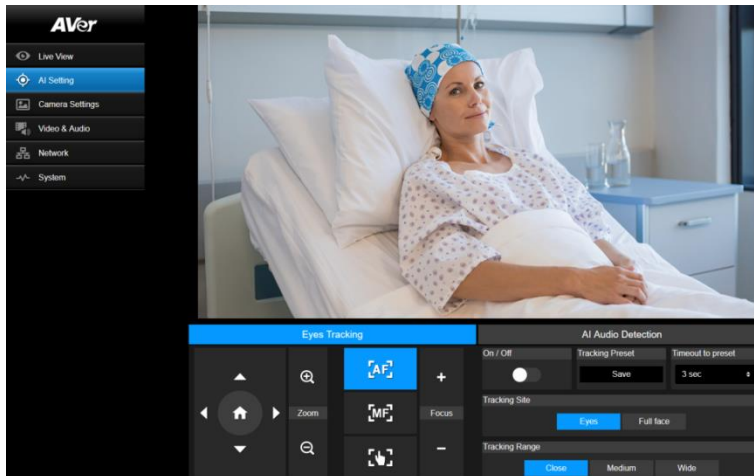 AVer
Live View
AI Setting
Camera Settings
Video & Audio
Network
System
Eyes Tracking
AI Audio Detection
AF
Zoom
MF
Focus
On / Off
Tracking Preset
Timeout to preset
Save
3 sec
Tracking Site
Eyes
Full face
Tracking Range
Close
Medium
Wide